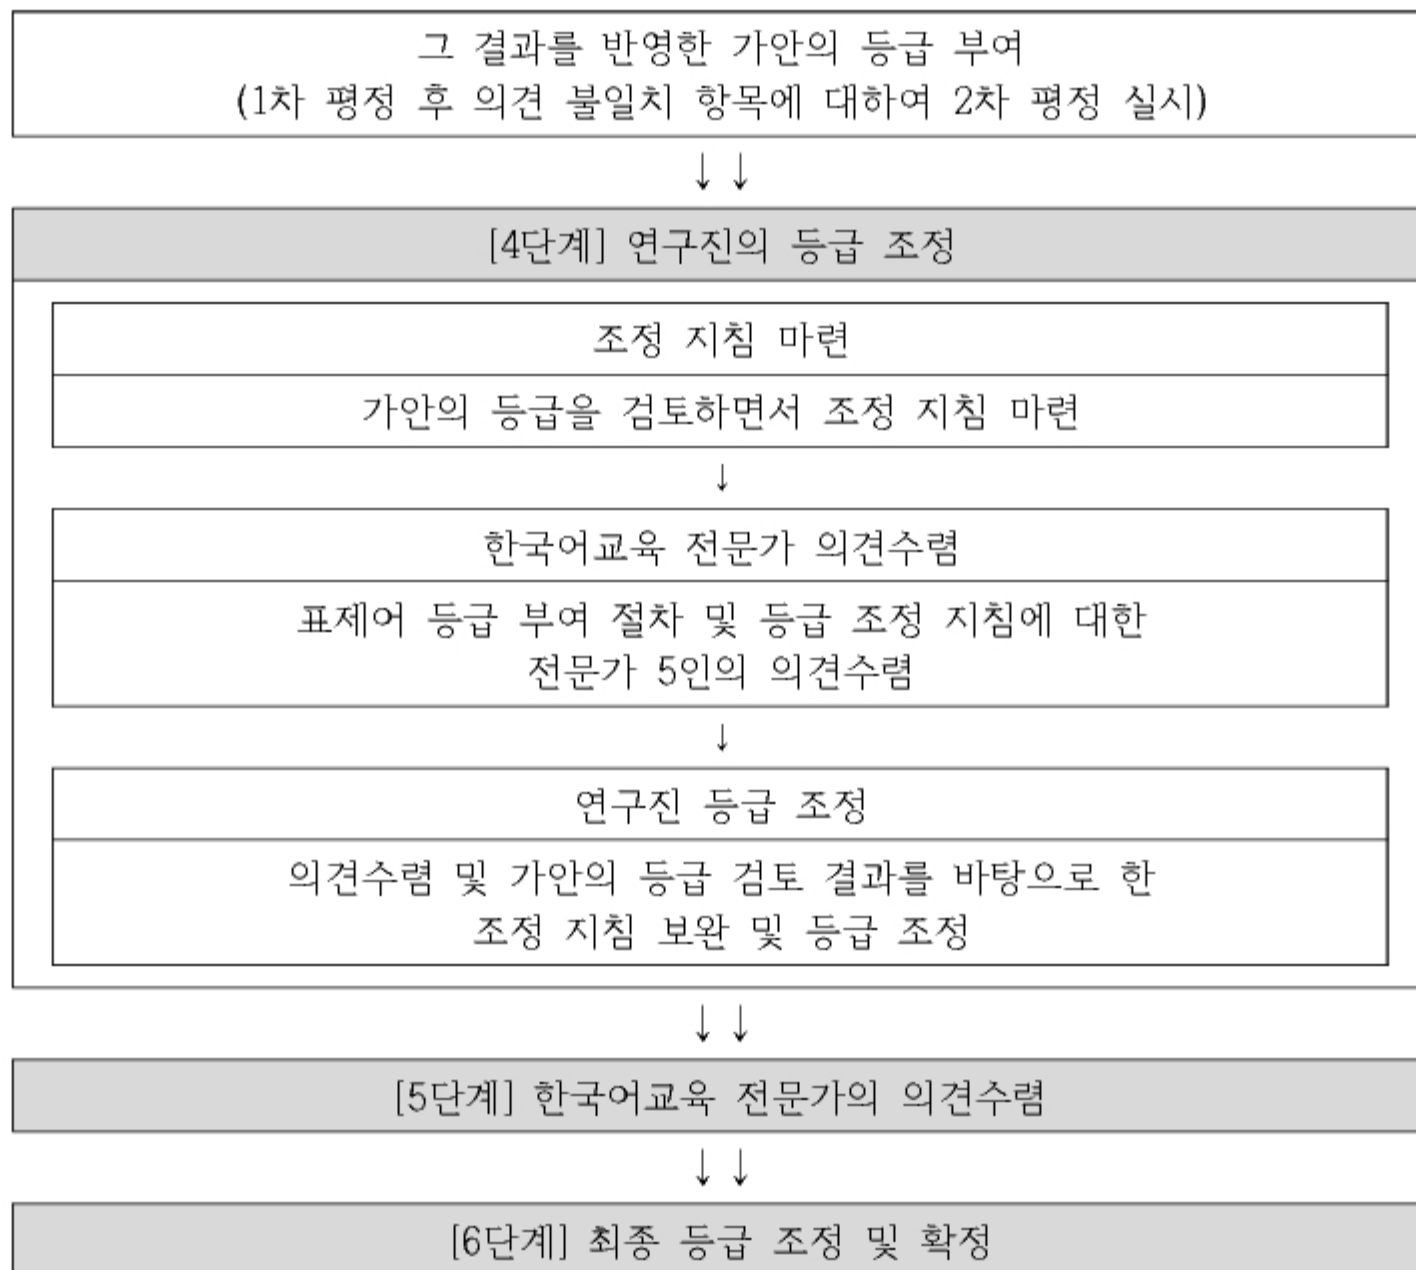 그 결과를 반영한 가안의 등급 부여
(1차 평정 후 의견 불일치 항목에 대하여 2차 평정 실시)
↓↓
[4단계] 연구진의 등급 조정
조정 지침 마련
가안의 등급을 검토하면서 조정 지침 마련
↓
한국어교육 전문가 의견수렴
표제어 등급 부여 절차 및 등급 조정 지침에 대한
전문가 5인의 의견수렴
↓
연구진 등급 조정
의견수렴 및 가안의 등급 검토 결과를 바탕으로 한
조정 지침 보완 및 등급 조정
↓↓
[5단계] 한국어교육 전문가의 의견수렴
↓↓
[6단계] 최종 등급 조정 및 확정